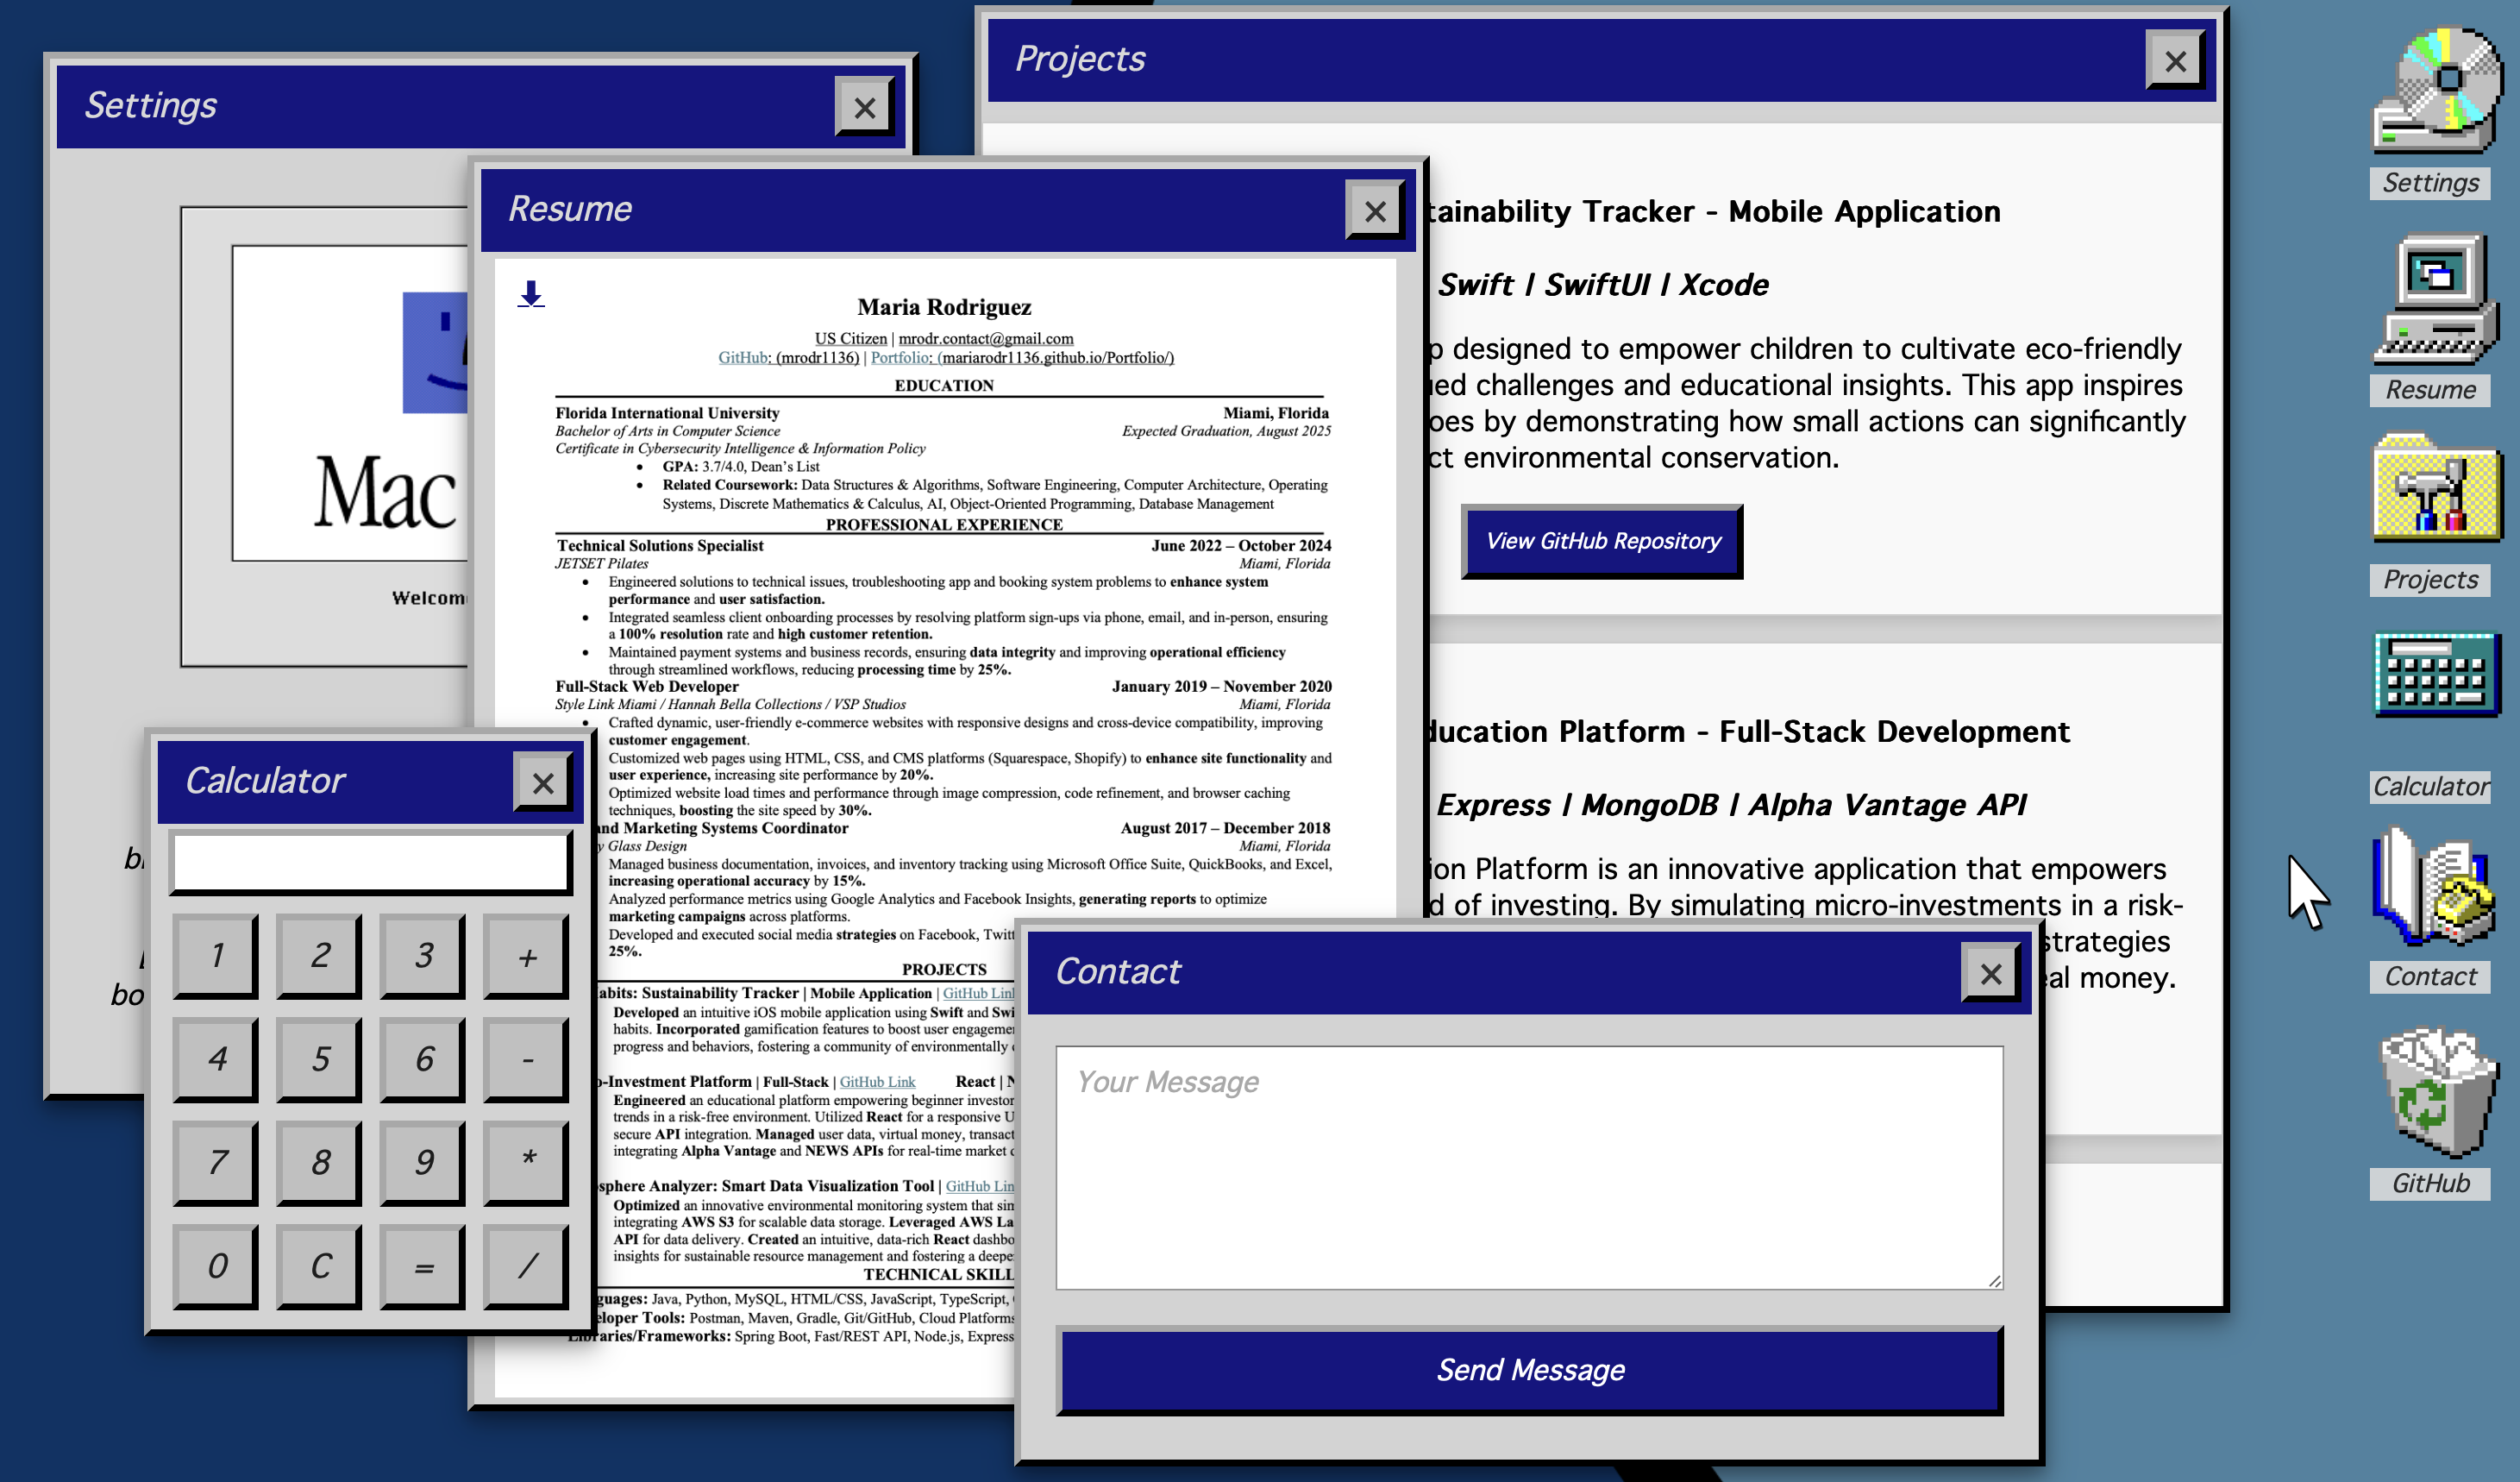 Settings
Mac
Welcom
Projects
tainability Tracker - Mobile Application
Swift | SwiftUI | Xcode
p designed to empower children to cultivate eco-friendly
ued challenges and educational insights. This app inspires
oes by demonstrating how small actions can significantly
ct environmental conservation.
View GitHub Repository
ducation Platform - Full-Stack Development
Express | MongoDB | Alpha Vantage API
ion Platform is an innovative application that empowers
d of investing. By simulating micro-investments in a risk-
strategies
eal money.
Resume
Maria Rodriguez
US Citizen | mrodr.contact@gmail.com
GitHub: (mrodr1136) | Portfolio: (mariarodr1136.github.io/Portfolio/)
EDUCATION
Florida International University Miami, Florida
Bachelor of Arts in Computer Science Expected Graduation, August 2025
Certificate in Cybersecurity Intelligence & Information Policy
• GPA: 3.7/4.0, Dean's List
• Related Coursework: Data Structures & Algorithms, Software Engineering, Computer Architecture, Operating
Systems, Discrete Mathematics & Calculus, AI, Object-Oriented Programming, Database Management
PROFESSIONAL EXPERIENCE
Technical Solutions Specialist June 2022 – October 2024
JETSET Pilates Miami, Florida
• Engineered solutions to technical issues, troubleshooting app and booking system problems to enhance system
performance and user satisfaction.
• Integrated seamless client onboarding processes by resolving platform sign-ups via phone, email, and in-person, ensuring
a 100% resolution rate and high customer retention.
• Maintained payment systems and business records, ensuring data integrity and improving operational efficiency
through streamlined workflows, reducing processing time by 25%.
Full-Stack Web Developer January 2019 – November 2020
Style Link Miami / Hannah Bella Collections / VSP Studios Miami, Florida
• Crafted dynamic, user-friendly e-commerce websites with responsive designs and cross-device compatibility, improving
customer engagement.
Customized web pages using HTML, CSS, and CMS platforms (Squarespace, Shopify) to enhance site functionality and
user experience, increasing site performance by 20%.
Optimized website load times and performance through image compression, code refinement, and browser caching
techniques, boosting the site speed by 30%.
and Marketing Systems Coordinator August 2017 – December 2018
y Glass Design Miami, Florida
Managed business documentation, invoices, and inventory tracking using Microsoft Office Suite, QuickBooks, and Excel,
increasing operational accuracy by 15%.
Analyzed performance metrics using Google Analytics and Facebook Insights, generating reports to optimize
marketing campaigns across platforms.
Developed and executed social media strategies on Facebook, Twitt
25%.
PROJECTS
abits: Sustainability Tracker | Mobile Application | GitHub Link
Developed an intuitive iOS mobile application using Swift and Swi
habits. Incorporated gamification features to boost user engageme
progress and behaviors, fostering a community of environmentally
o-Investment Platform | Full-Stack | GitHub Link React | N
Engineered an educational platform empowering beginner investor
trends in a risk-free environment. Utilized React for a responsive U
secure API integration. Managed user data, virtual money, transact
integrating Alpha Vantage and NEWS APIs for real-time market
osphere Analyzer: Smart Data Visualization Tool | GitHub Lin
Optimized an innovative environmental monitoring system that sim
integrating AWS S3 for scalable data storage. Leveraged AWS La
API for data delivery. Created an intuitive, data-rich React dashbo
insights for sustainable resource management and fostering a deepe
TECHNICAL SKILL
guages: Java, Python, MySQL, HTML/CSS, JavaScript, TypeScript,
eloper Tools: Postman, Maven, Gradle, Git/GitHub, Cloud Platforms
Libraries/Frameworks: Spring Boot, Fast/REST API, Node.js, Express
bo
Calculator
1 2 3 +
4 5 6 -
7 8 9 *
0 C = /
Contact
Your Message
Send Message
Settings
Resume
Projects
Calculator
Contact
GitHub